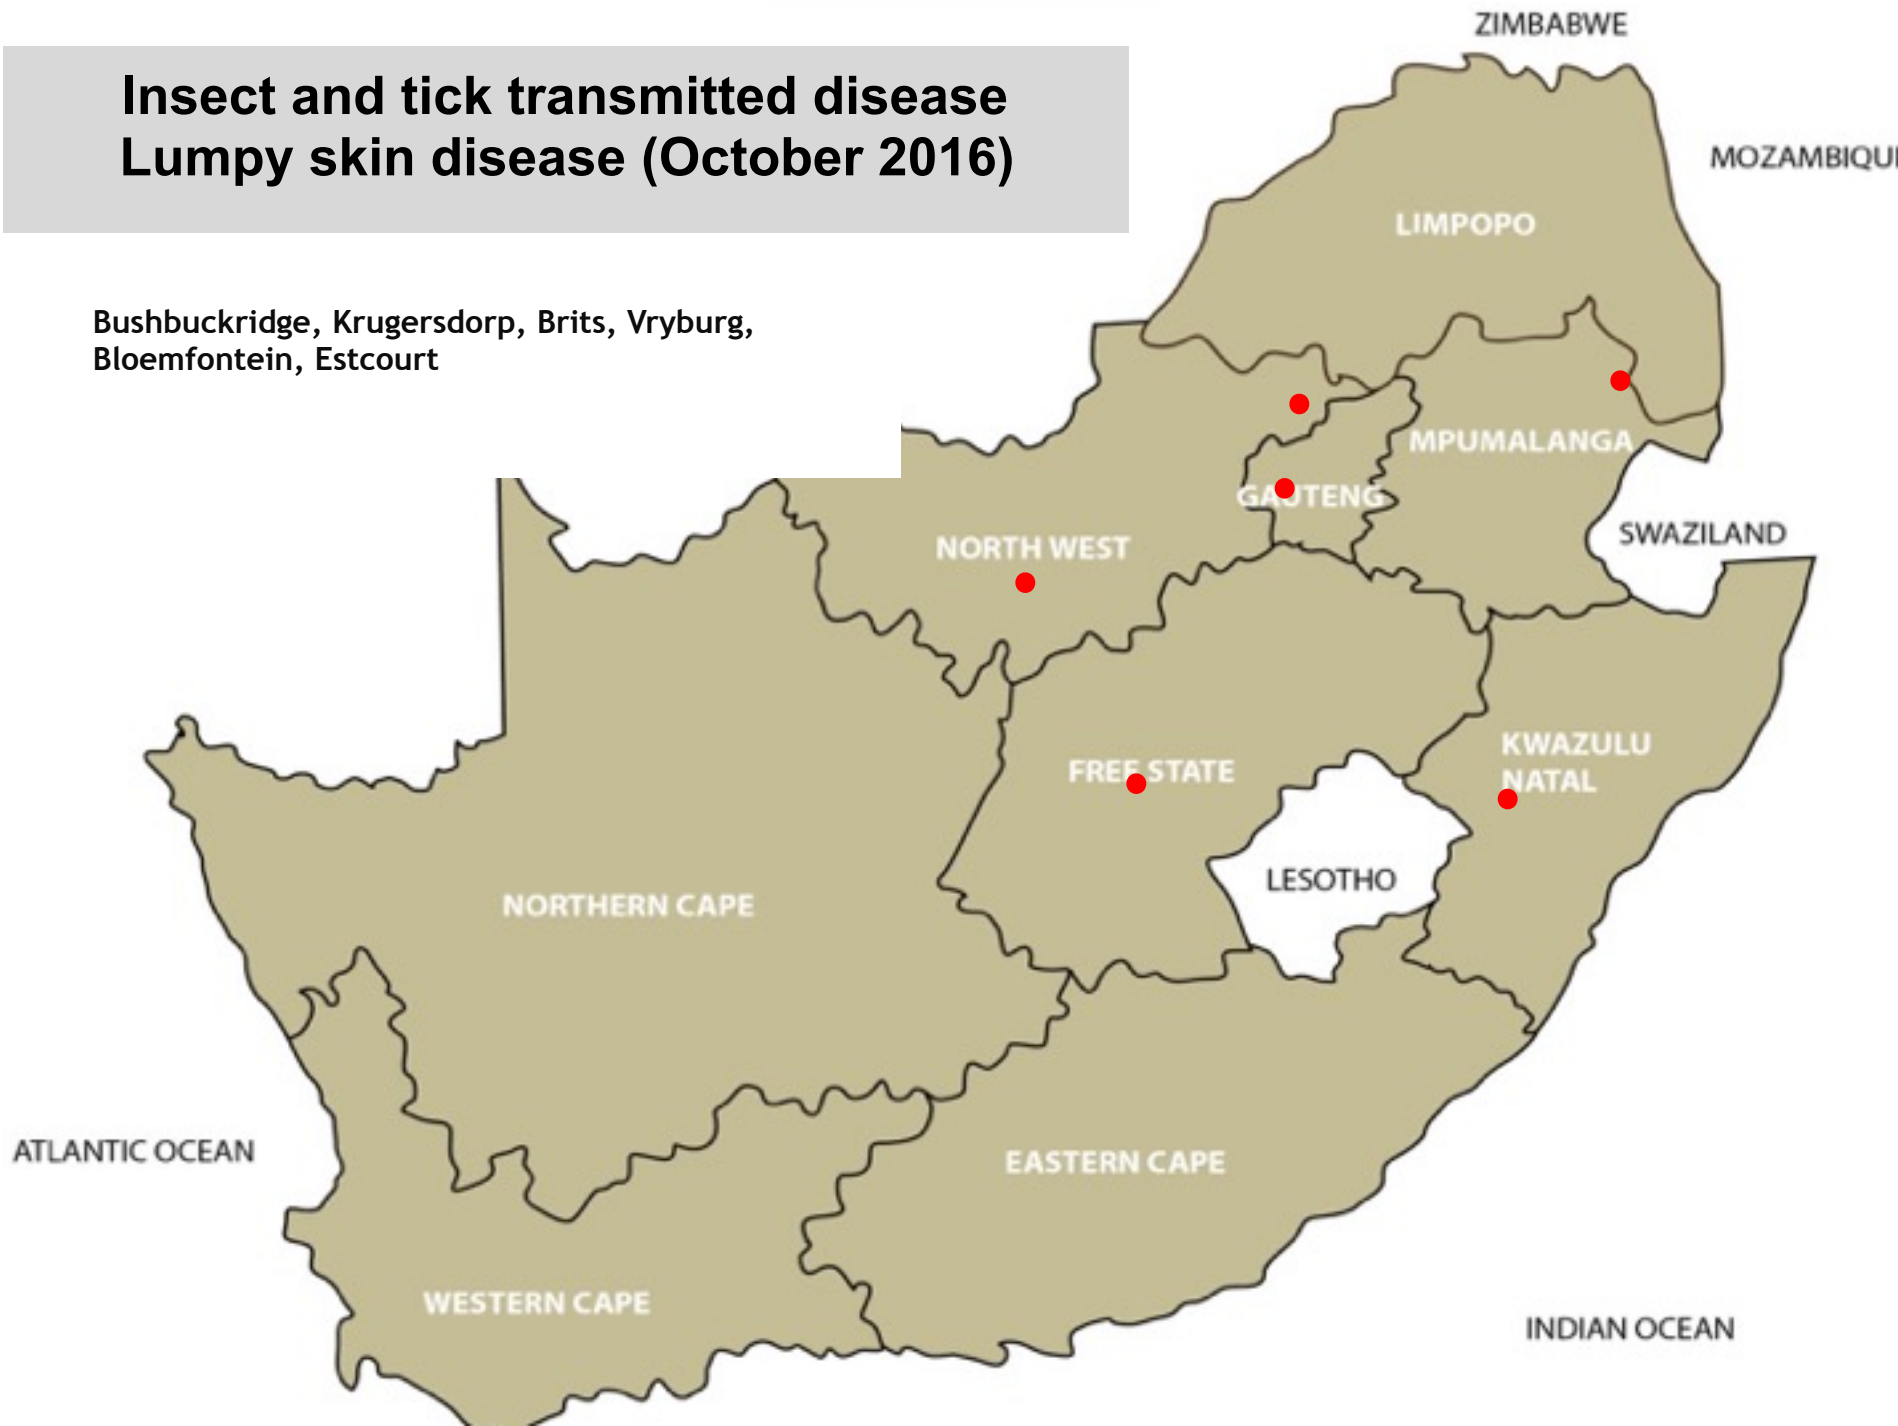 ZIMBABWE
Insect and tick transmitted disease
Lumpy skin disease (October 2016)
MOZAMBIQUE
LIMPOPO
Bushbuckridge, Krugersdorp, Brits, Vryburg,
Bloemfontein, Estcourt
MPUMALANGA
GAUTENG
SWAZILAND
NORTH WEST
KWAZULU
NATAL
FREE STATE
LESOTHO
NORTHERN CAPE
ATLANTIC OCEAN
EASTERN CAPE
WESTERN CAPE
INDIAN OCEAN